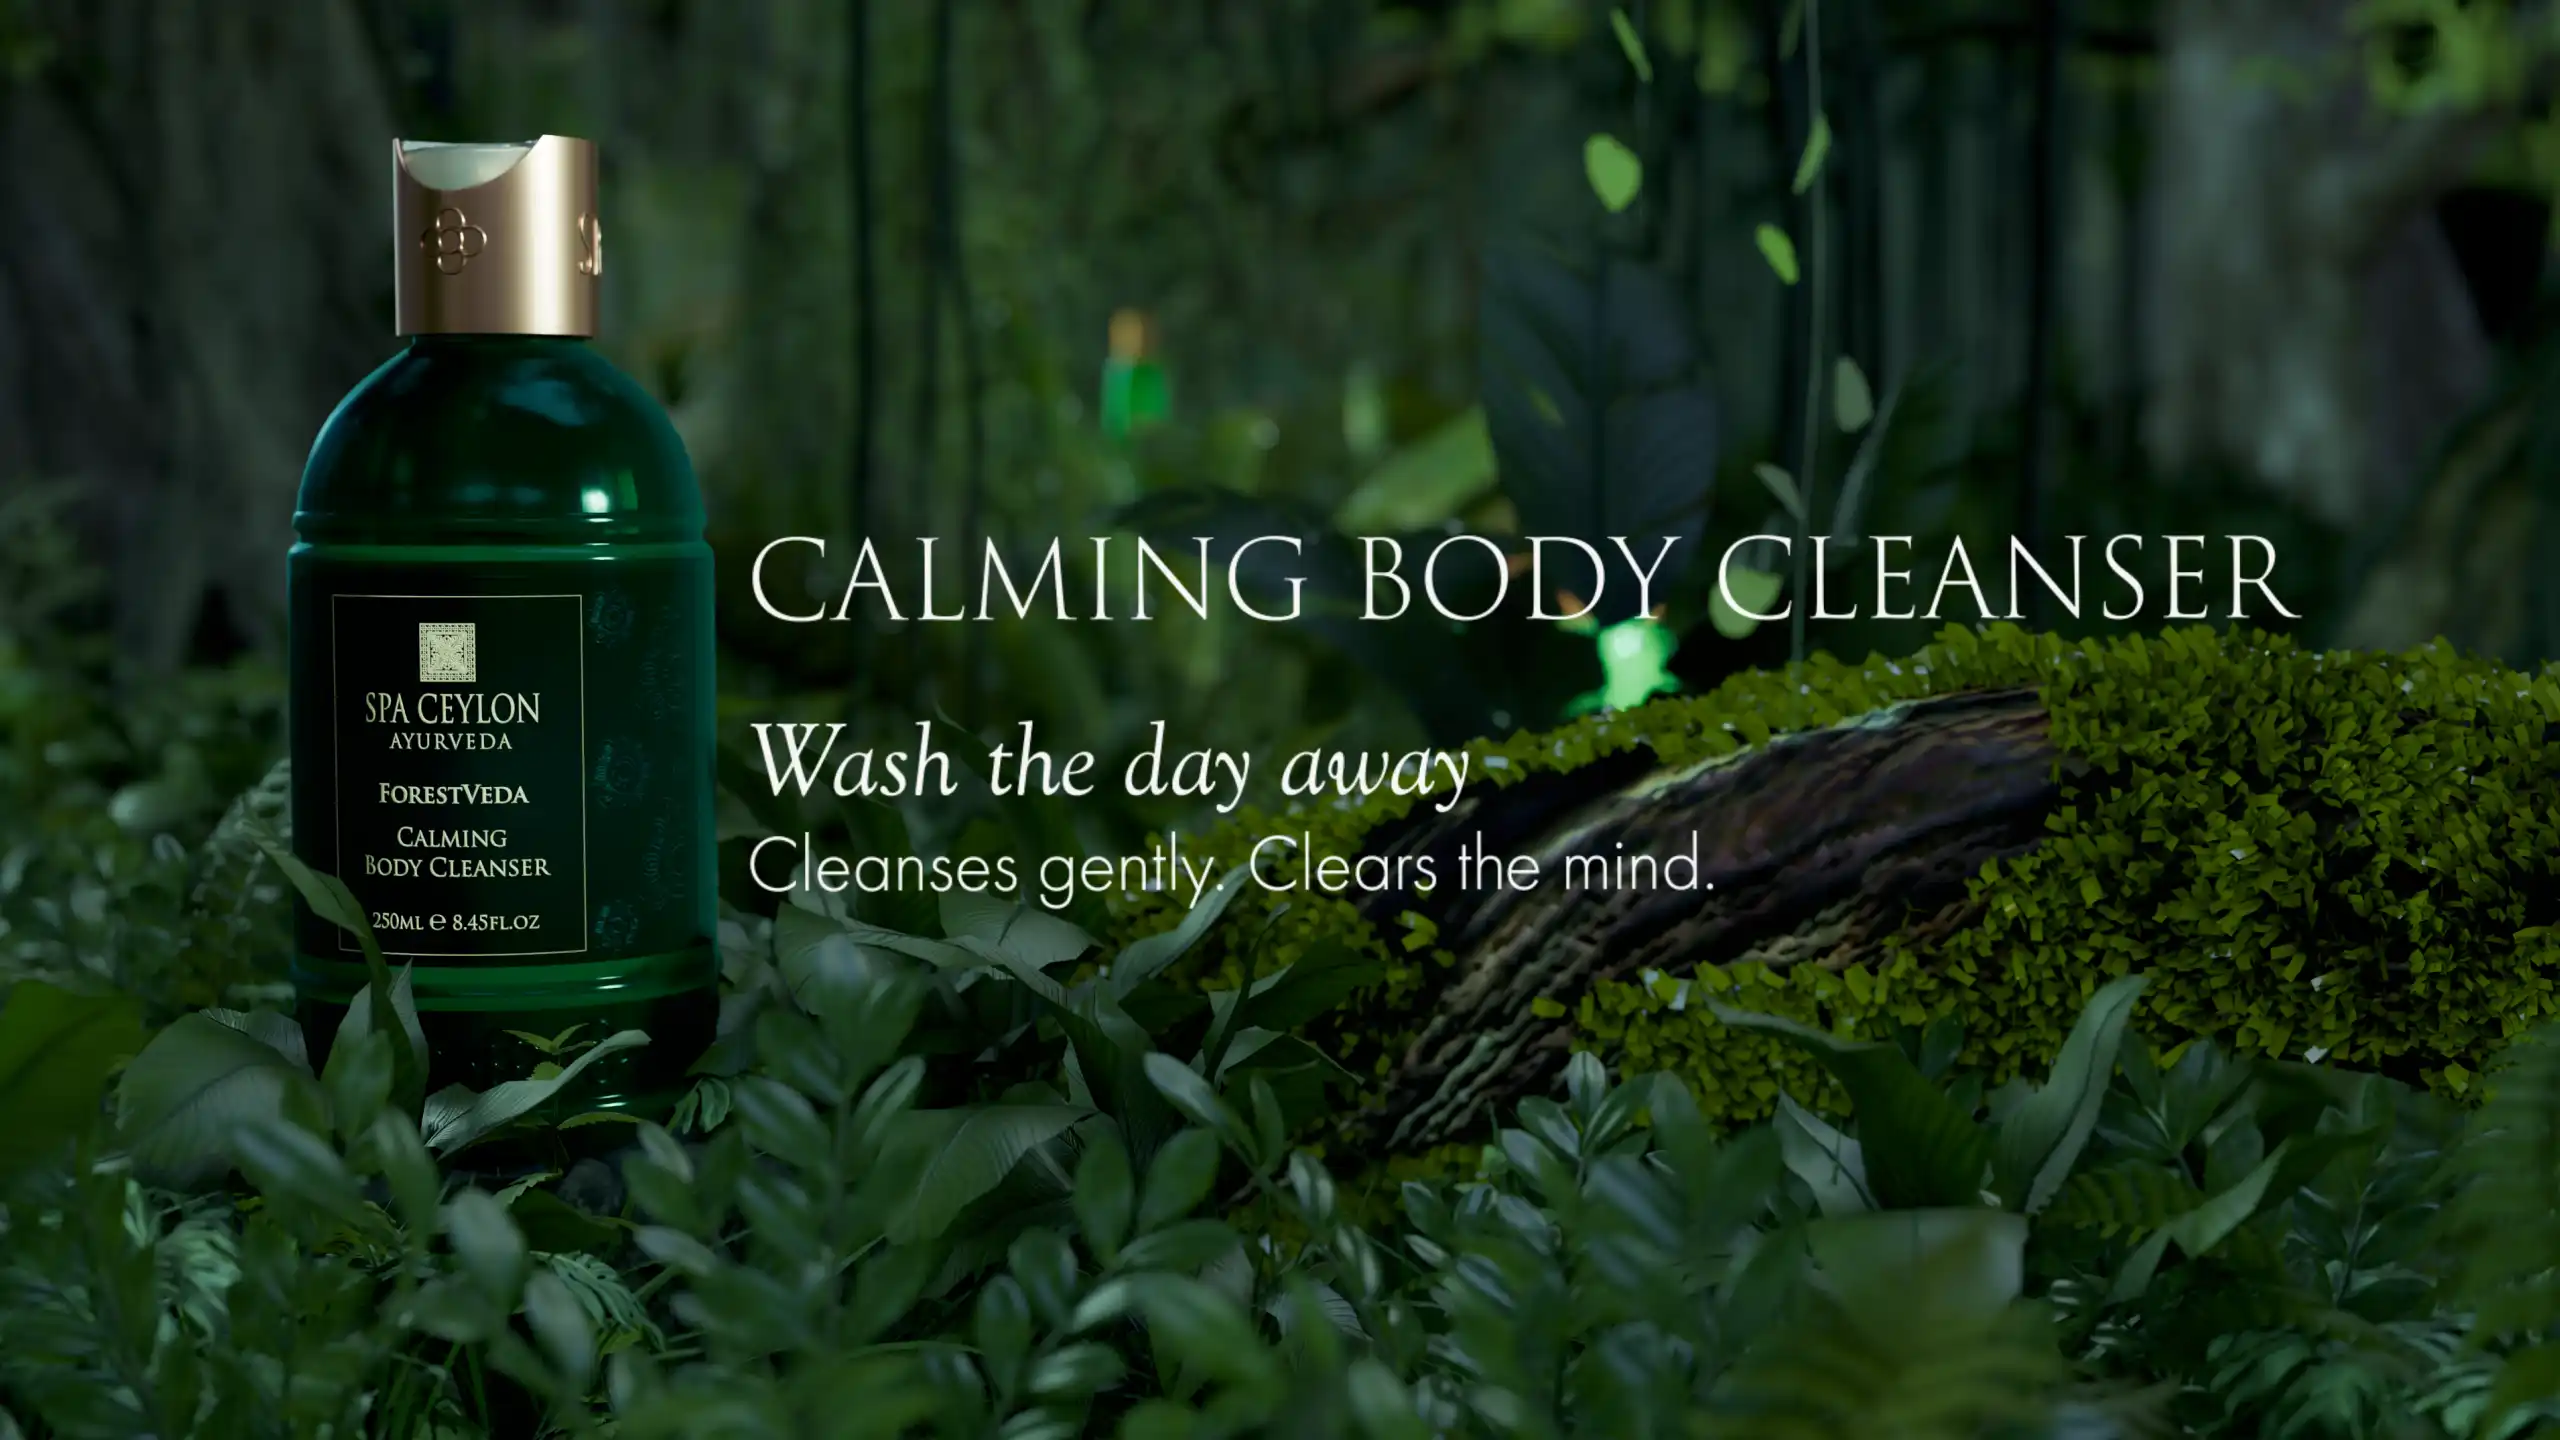 SPA CEYLON
AYURVEDA
FORESTVEDA
CALMING
BODY CLEANSER
250ML e 8.45FL.OZ
CALMING BODY CLEANSER
Wash the day away
Cleanses gently. Clears the mind.